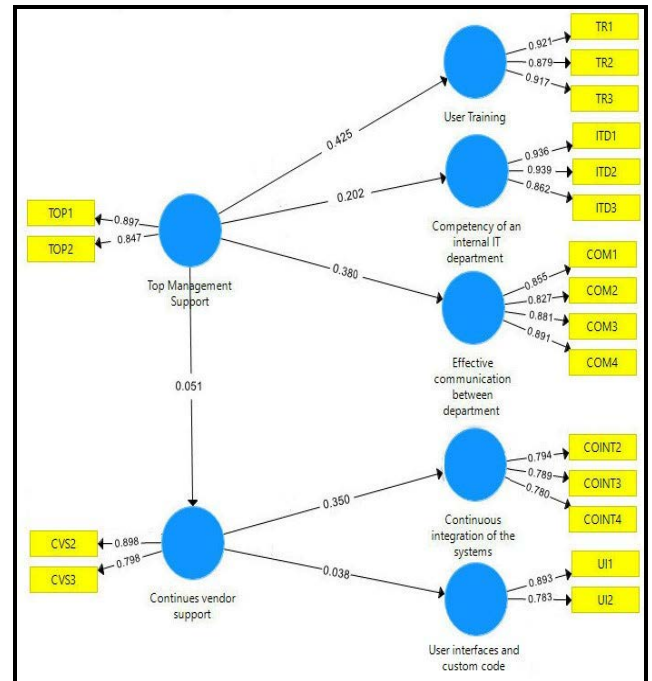 TR1
0.921
0.879
TR2
0.917
TR3
User Training
0.425
ITD1
0.936
0.939
ITD2
0.862
ITD3
0.202
Competency of an
internal IT
department
TOP1
0.897
0.847
TOP2
Top Management
Support
0.380
COM1
0.855
COM2
0.827
0.881
COM3
0.891
COM4
Effective
communication
between
department
0.051
COINT2
0.794
0.789
COINT3
0.780
COINT4
0.350
Continuous
integration of the
systems
CVS2
0.898
0.798
CVS3
Continues vendor
support
0.038
UI1
0.893
0.783
UI2
User interfaces and
custom code